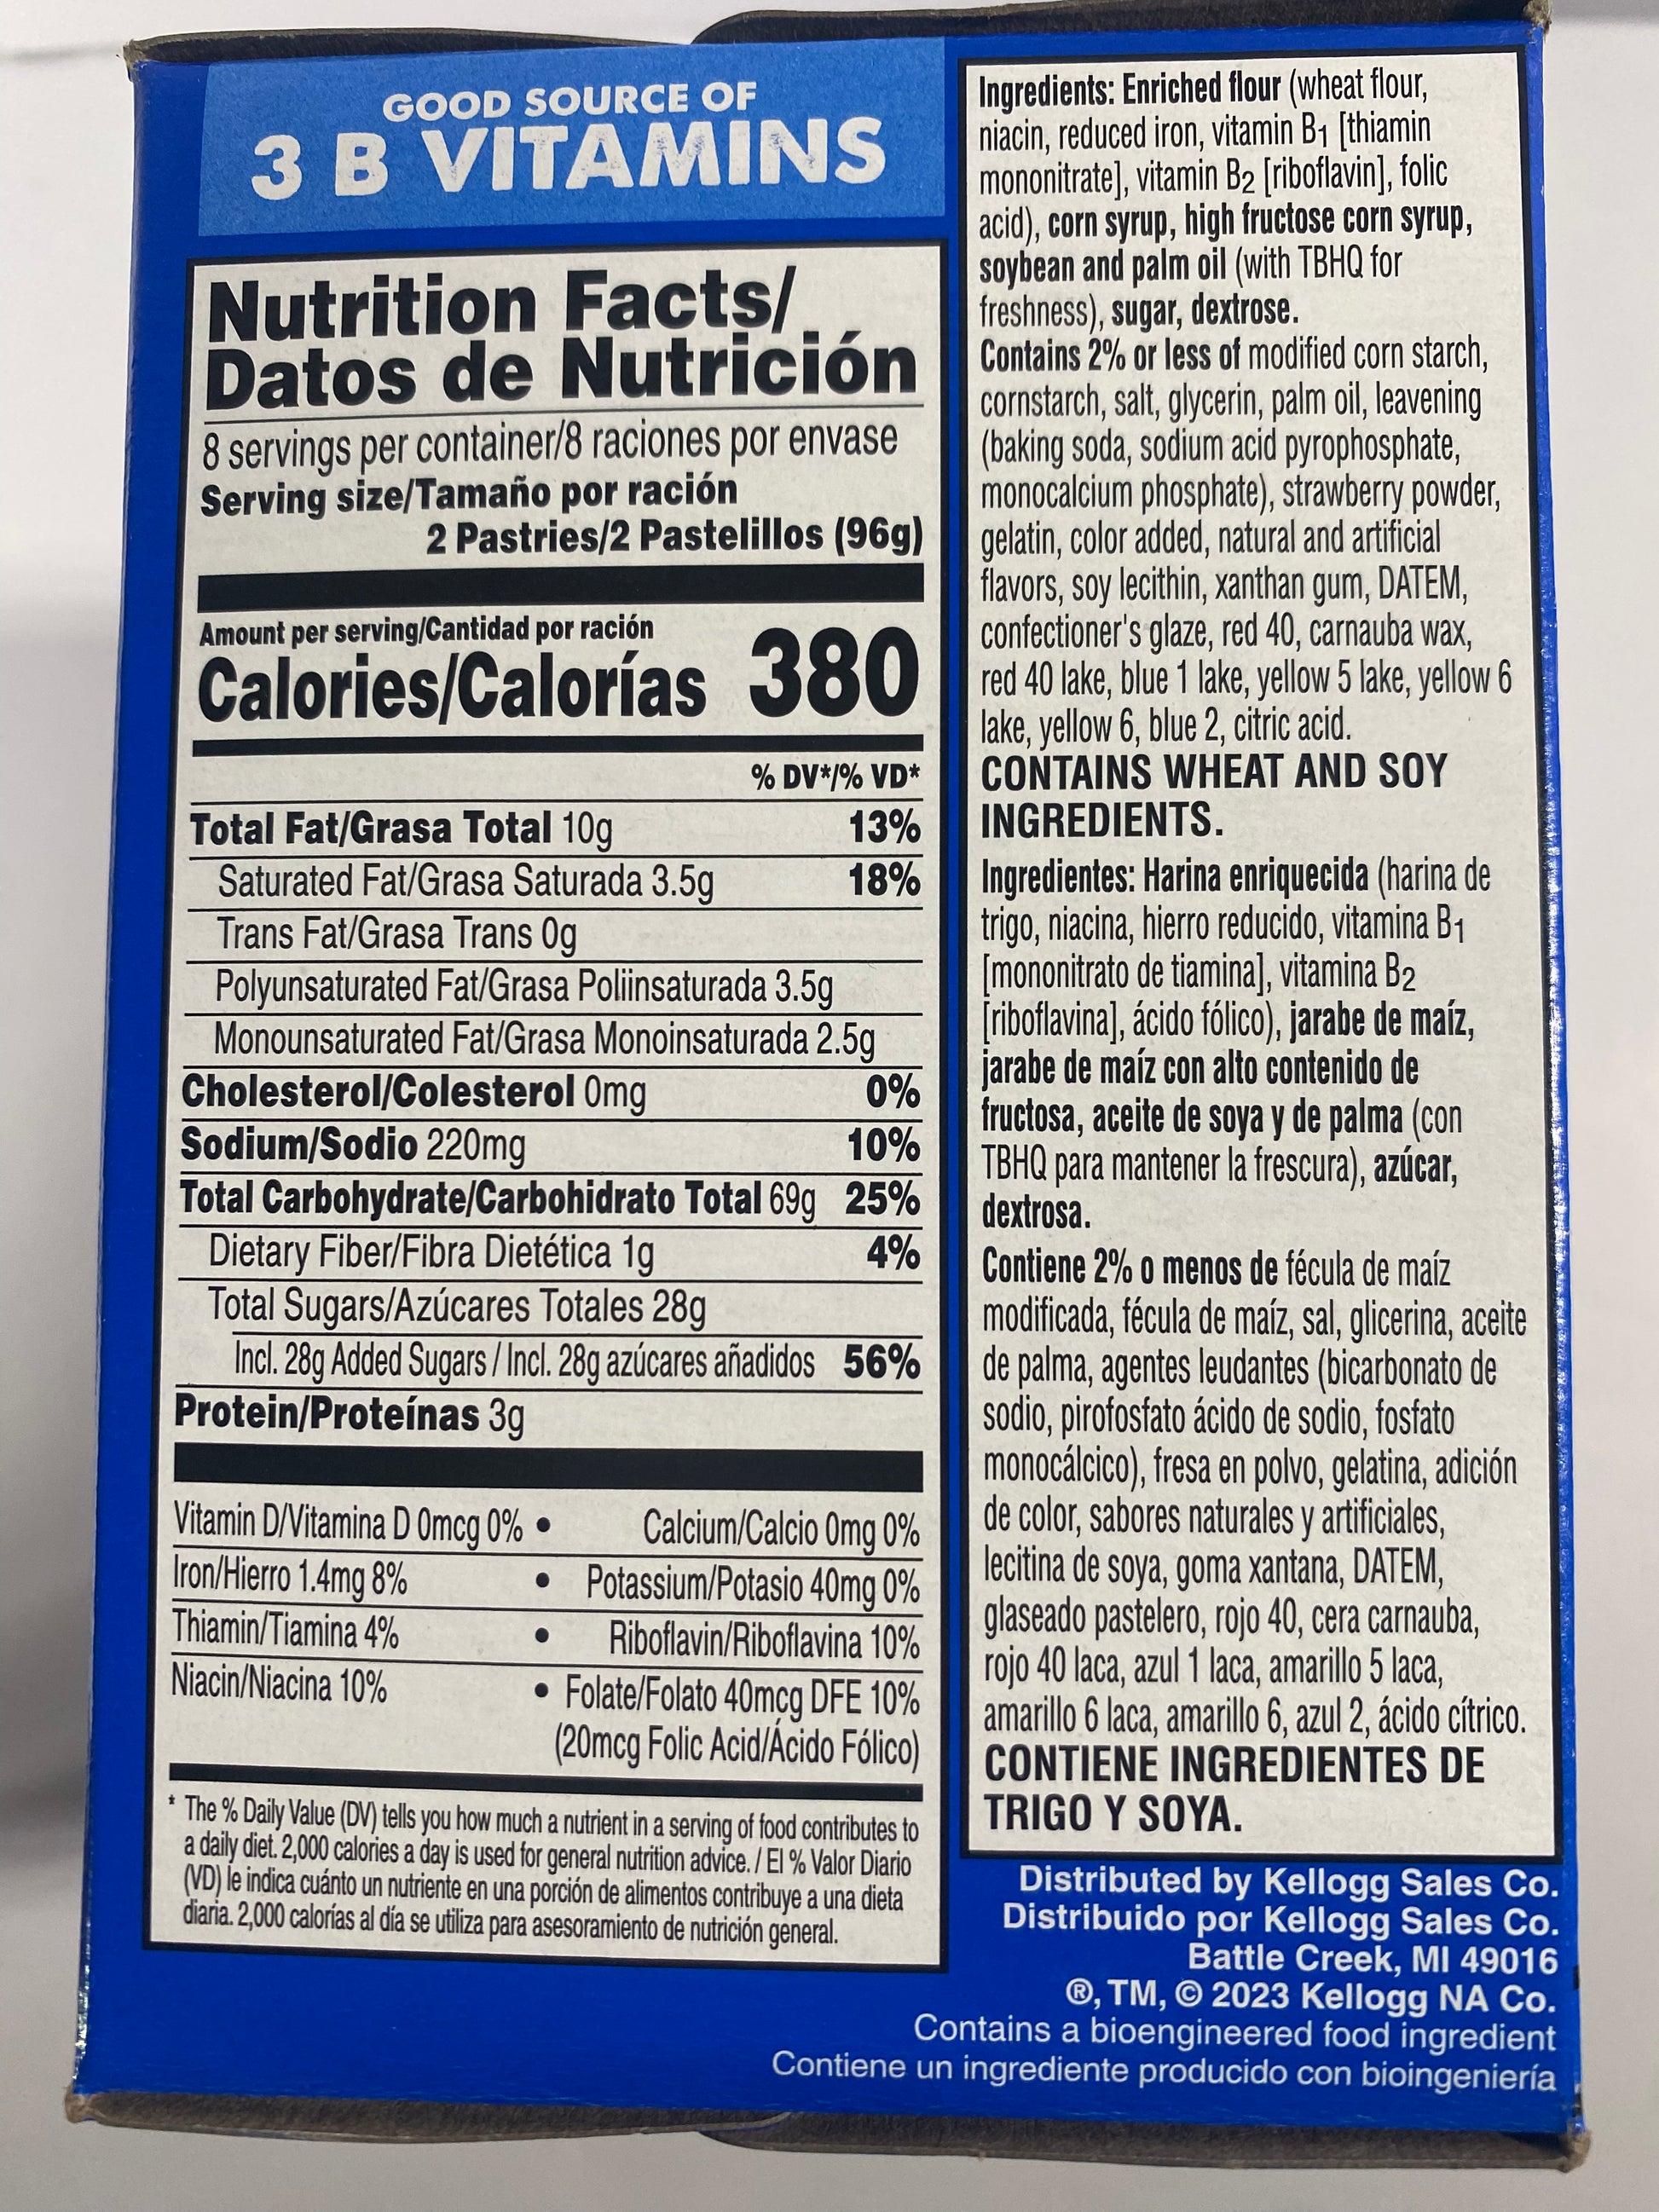 GOOD SOURCE OF
3 B VITAMINS
Nutrition Facts/
Datos de Nutrición
8 servings per container/8 raciones por envase
Serving size/Tamaño por ración
2 Pastries/2 Pastelillos (96g)
Amount per serving/Cantidad por ración
Calories/Calorías 380
% DV*/% VD*
Total Fat/Grasa Total 10g 13%
Saturated Fat/Grasa Saturada 3.5g 18%
Trans Fat/Grasa Trans 0g
Polyunsaturated Fat/Grasa Poliinsaturada 3.5g
Monounsaturated Fat/Grasa Monoinsaturada 2.5g
Cholesterol/Colesterol 0mg 0%
Sodium/Sodio 220mg 10%
Total Carbohydrate/Carbohidrato Total 69g 25%
Dietary Fiber/Fibra Dietética 1g 4%
Total Sugars/Azúcares Totales 28g
Incl. 28g Added Sugars / Incl. 28g azúcares añadidos 56%
Protein/Proteínas 3g
Vitamin D/Vitamina D 0mcg 0% • Calcium/Calcio 0mg 0%
Iron/Hierro 1.4mg 8% • Potassium/Potasio 40mg 0%
Thiamin/Tiamina 4% • Riboflavin/Riboflavina 10%
Niacin/Niacina 10% • Folate/Folato 40mcg DFE 10%
(20mcg Folic Acid/Ácido Fólico)
* The % Daily Value (DV) tells you how much a nutrient in a serving of food contributes to
a daily diet. 2,000 calories a day is used for general nutrition advice. / El % Valor Diario
(VD) le indica cuánto un nutriente en una porción de alimentos contribuye a una dieta
diaria. 2,000 calorías al día se utiliza para asesoramiento de nutrición general.
Ingredients: Enriched flour (wheat flour,
niacin, reduced iron, vitamin B1 [thiamin
mononitrate], vitamin B2 [riboflavin], folic
acid), corn syrup, high fructose corn syrup,
soybean and palm oil (with TBHQ for
freshness), sugar, dextrose.
Contains 2% or less of modified corn starch,
cornstarch, salt, glycerin, palm oil, leavening
(baking soda, sodium acid pyrophosphate,
monocalcium phosphate), strawberry powder,
gelatin, color added, natural and artificial
flavors, soy lecithin, xanthan gum, DATEM,
confectioner's glaze, red 40, carnauba wax,
red 40 lake, blue 1 lake, yellow 5 lake, yellow 6
lake, yellow 6, blue 2, citric acid.
CONTAINS WHEAT AND SOY
INGREDIENTS.
Ingredientes: Harina enriquecida (harina de
trigo, niacina, hierro reducido, vitamina B1
[mononitrato de tiamina], vitamina B2
[riboflavina], ácido fólico), jarabe de maíz,
jarabe de maíz con alto contenido de
fructosa, aceite de soya y de palma (con
TBHQ para mantener la frescura), azúcar,
dextrosa.
Contiene 2% o menos de fécula de maíz
modificada, fécula de maíz, sal, glicerina, aceite
de palma, agentes leudantes (bicarbonato de
sodio, pirofosfato ácido de sodio, fosfato
monocálcico), fresa en polvo, gelatina, adición
de color, sabores naturales y artificiales,
lecitina de soya, goma xantana, DATEM,
glaseado pastelero, rojo 40, cera carnauba,
rojo 40 laca, azul 1 laca, amarillo 5 laca,
amarillo 6 laca, amarillo 6, azul 2, ácido cítrico.
CONTIENE INGREDIENTES DE
TRIGO Y SOYA.
Distributed by Kellogg Sales Co.
Distribuido por Kellogg Sales Co.
Battle Creek, MI 49016
®, TM, © 2023 Kellogg NA Co.
Contains a bioengineered food ingredient
Contiene un ingrediente producido con bioingeniería